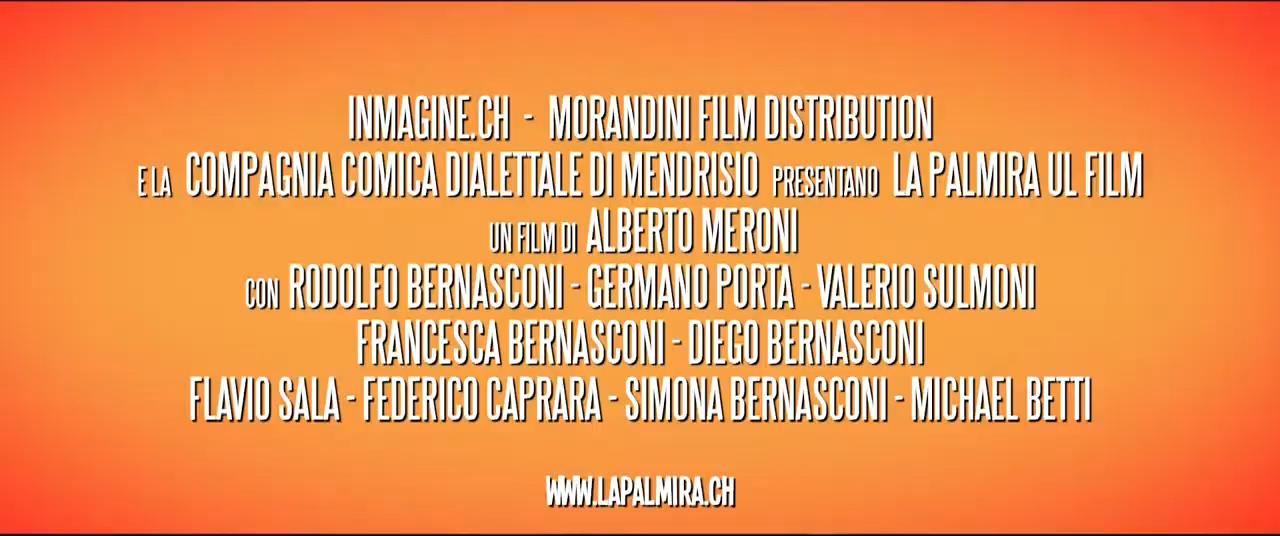 INMAGINE.CH - MORANDINI FILM DISTRIBUTION
E LA COMPAGNIA COMICA DIALETTALE DI MENDRISIO PRESENTANO LA PALMIRA UL FILM
UN FILM DI ALBERTO MERONI
CON RODOLFO BERNASCONI - GERMANO PORTA - VALERIO SULMONI
FRANCESCA BERNASCONI - DIEGO BERNASCONI
FLAVIO SALA - FEDERICO CAPRARA - SIMONA BERNASCONI - MICHAEL BETTI
WWW.LAPALMIRA.CH